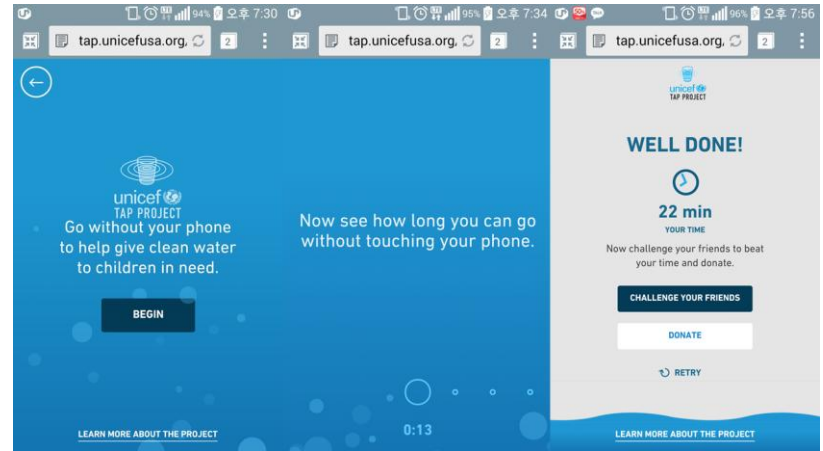 94% 오후 7:30
tap.unicefusa.org,
2
unicef
TAP PROJECT
Go without your phone
to help give clean water
to children in need.
BEGIN
LEARN MORE ABOUT THE PROJECT
95% 오후 7:34
tap.unicefusa.org,
2
Now see how long you can go
without touching your phone.
0:13
96% 오후 7:56
tap.unicefusa.org,
2
unicef
TAP PROJECT
WELL DONE!
22 min
YOUR TIME
Now challenge your friends to beat
your time and donate.
CHALLENGE YOUR FRIENDS
DONATE
RETRY
LEARN MORE ABOUT THE PROJECT